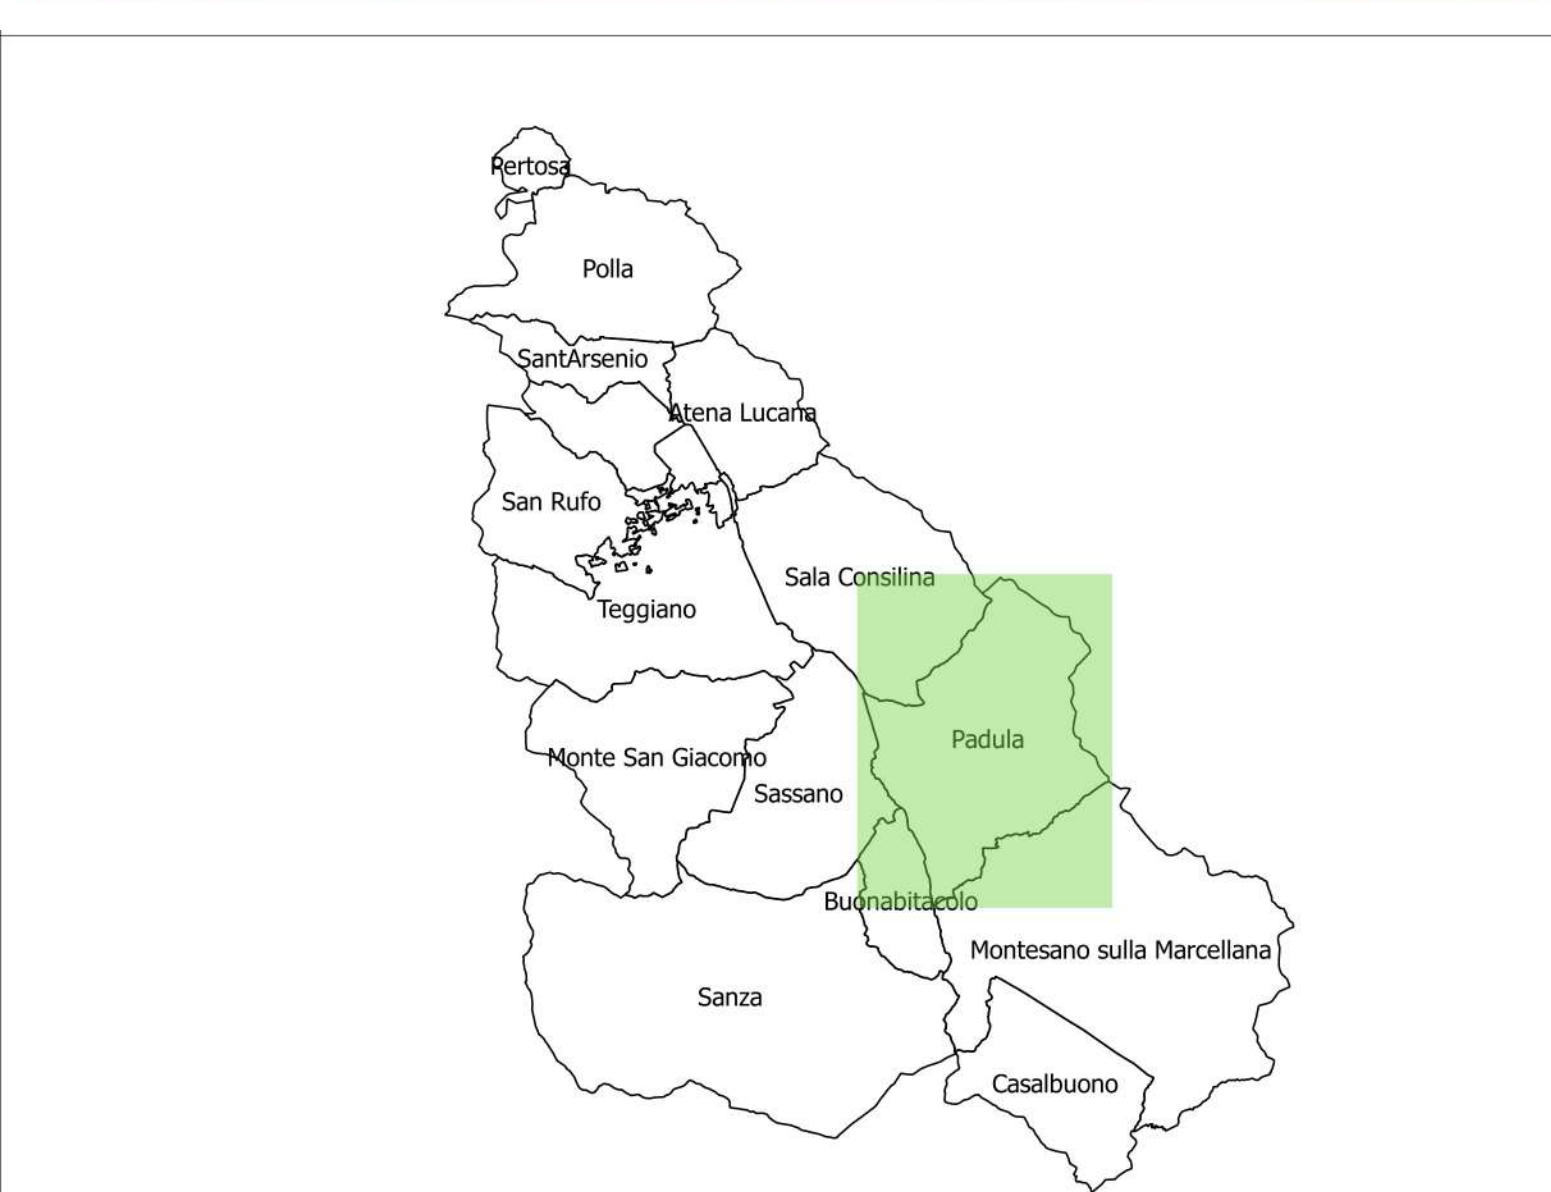 Pertosa
Polla
SantArsenio
Atena Lucana
San Rufo
Sala Consilina
Teggiano
Padula
Monte San Giacomo
Sassano
Buonabitacolo
Montesano sulla Marcellana
Sanza
Casalbuono